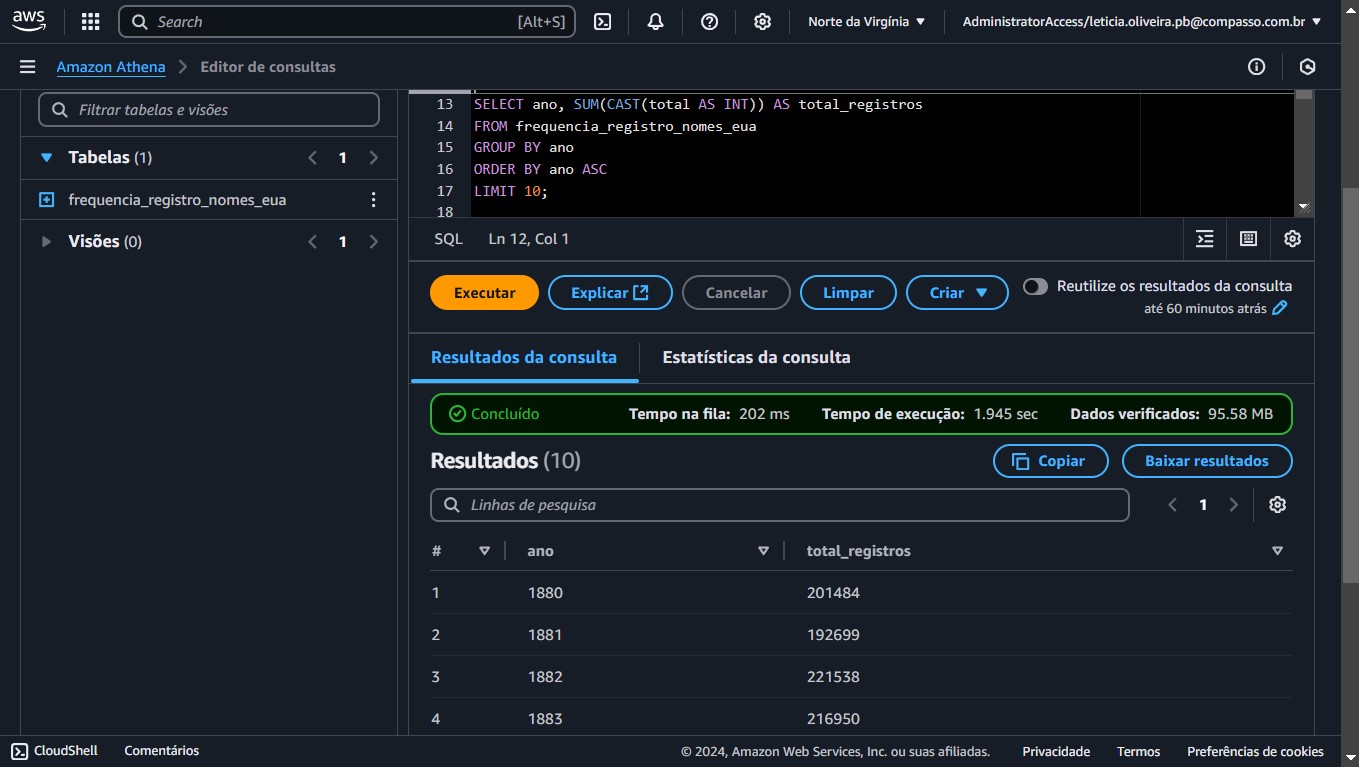 aws Search [Alt+S] Norte da Virgínia AdministratorAccess/leticia.oliveira.pb@compasso.com.br
Amazon Athena Editor de consultas
Filtrar tabelas e visões
Tabelas (1) 1
frequencia_registro_nomes_eua
Visões (0) 1
13 SELECT ano, SUM(CAST(total AS INT)) AS total_registros
14 FROM frequencia_registro_nomes_eua
15 GROUP BY ano
16 ORDER BY ano ASC
17 LIMIT 10;
18
SQL Ln 12, Col 1
Executar Explicar Cancelar Limpar Criar Reutilize os resultados da consulta
até 60 minutos atrás
Resultados da consulta Estatísticas da consulta
Concluído Tempo na fila: 202 ms Tempo de execução: 1.945 sec Dados verificados: 95.58 MB
Resultados (10) Copiar Baixar resultados
Linhas de pesquisa 1
# ano total_registros
1 1880 201484
2 1881 192699
3 1882 221538
4 1883 216950
CloudShell Comentários © 2024, Amazon Web Services, Inc. ou suas afiliadas. Privacidade Termos Preferências de cookies